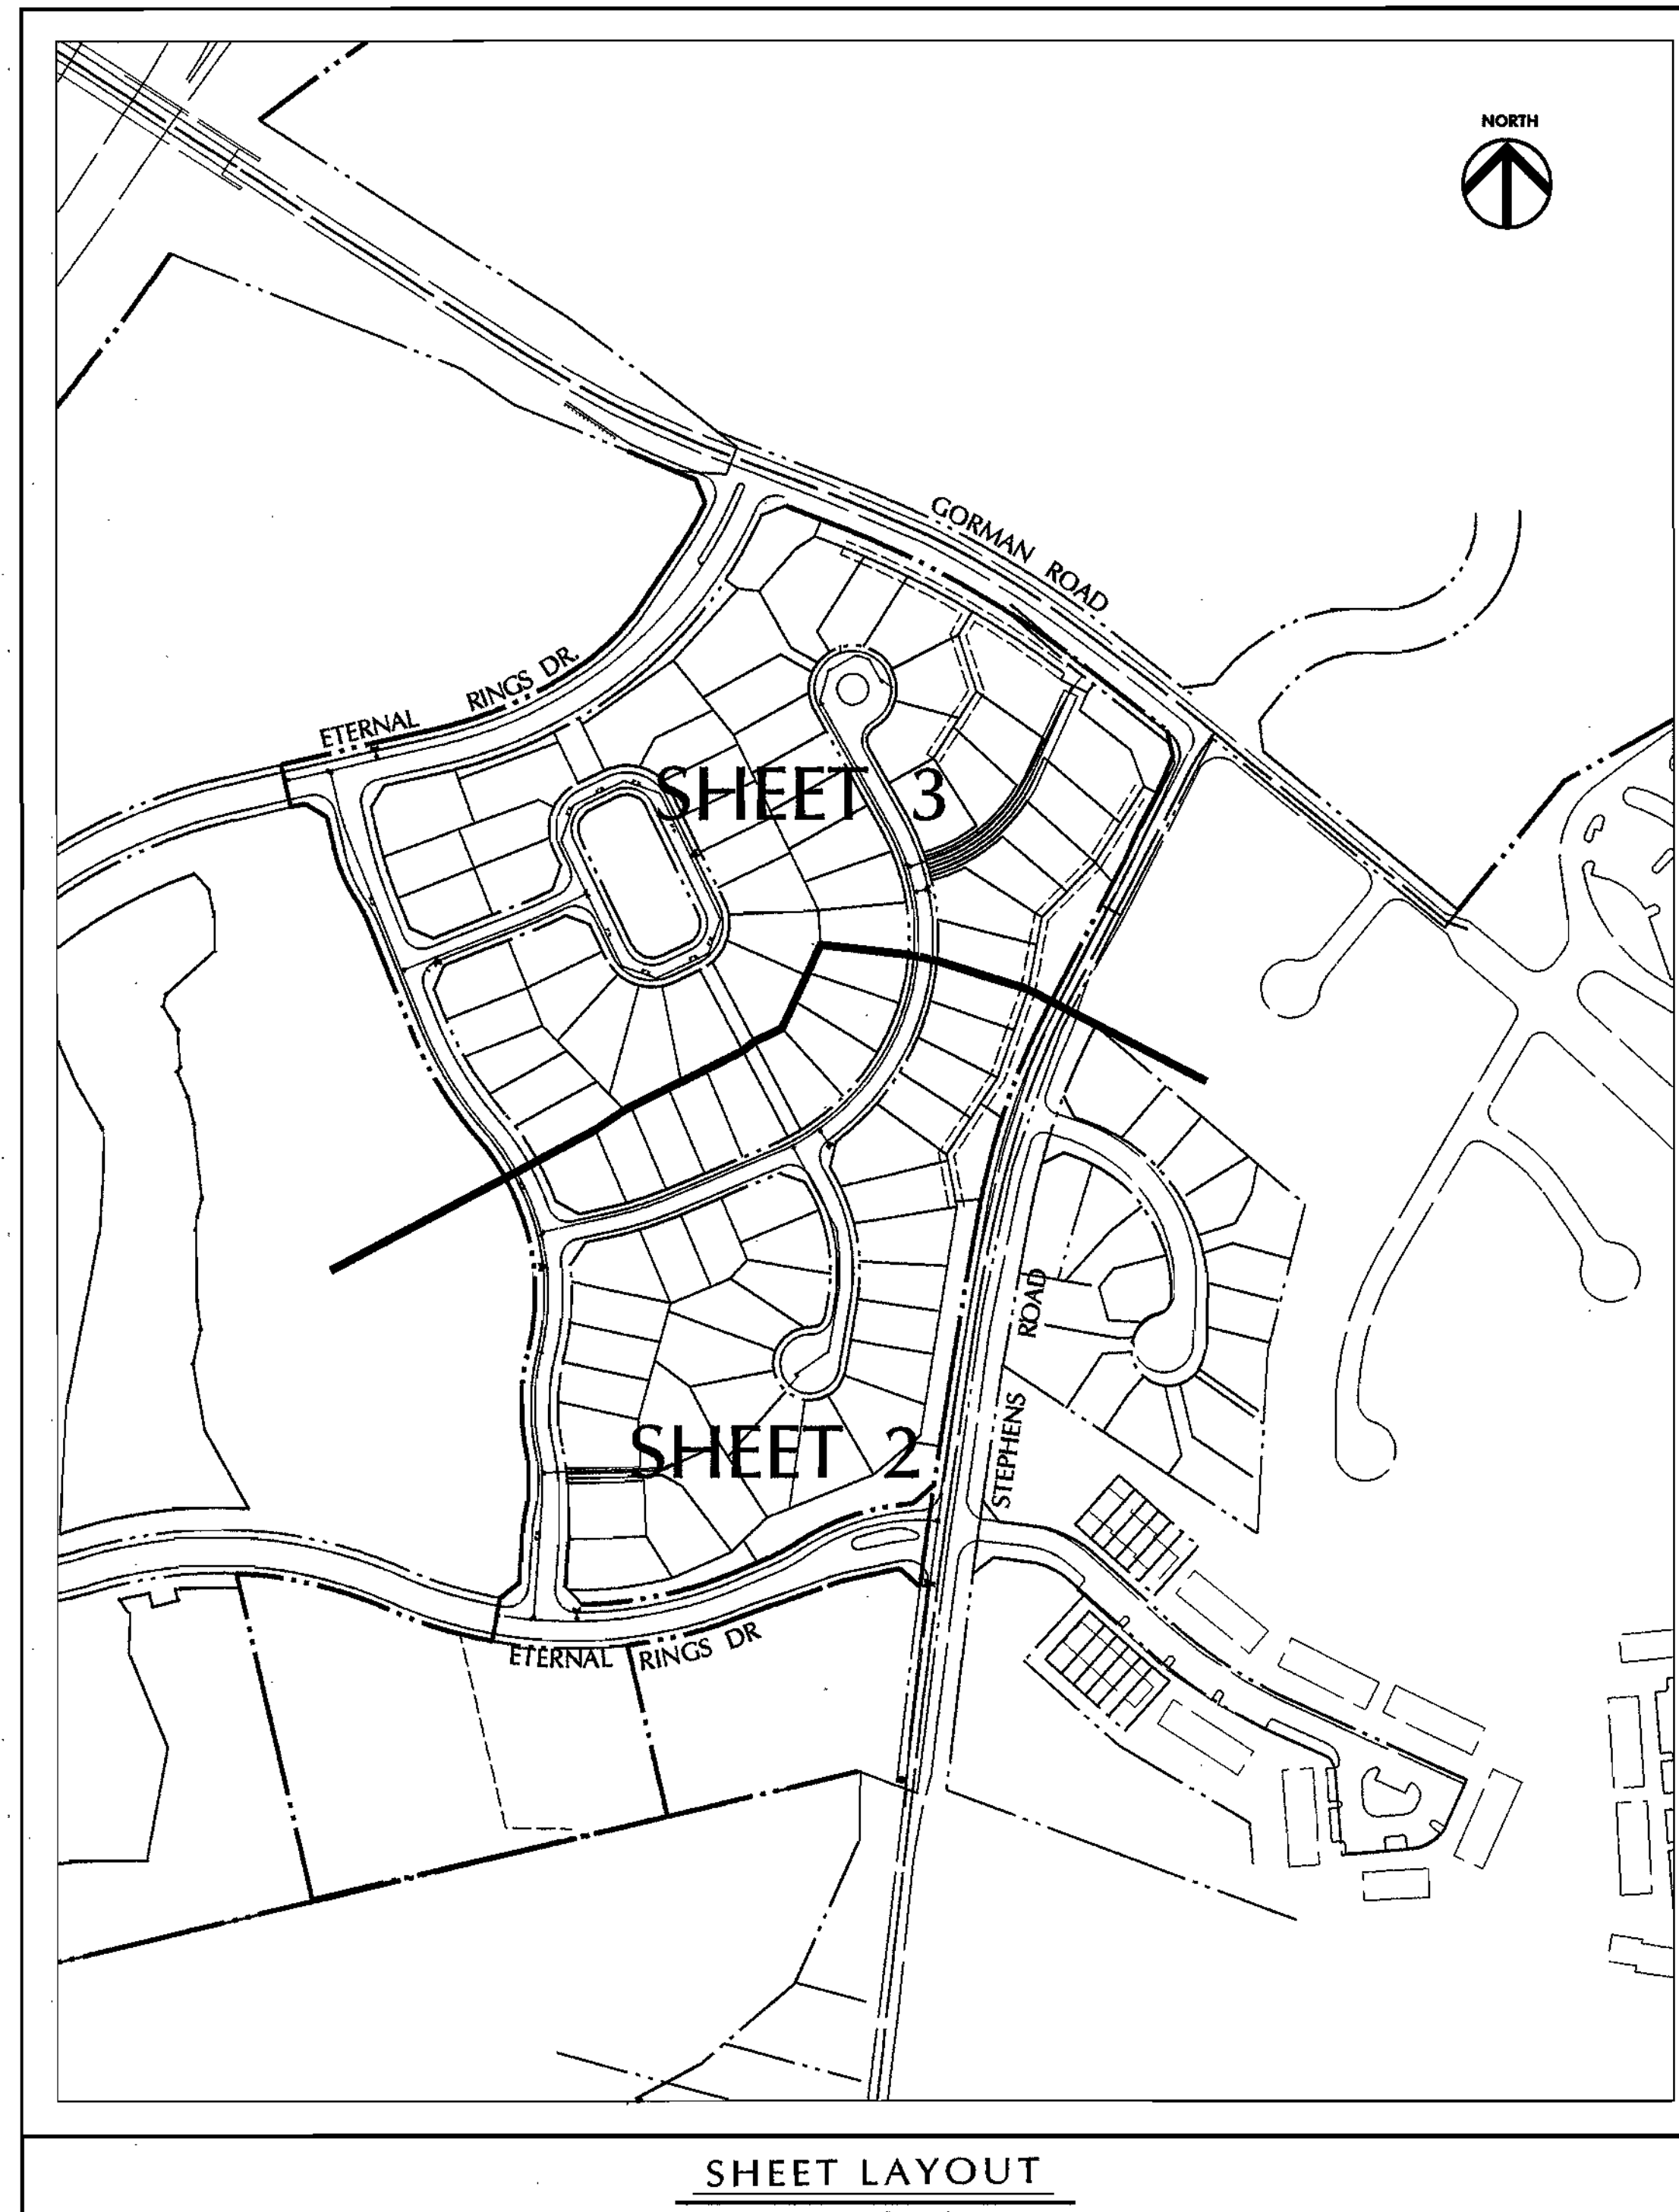 NORTH
GORMAN ROAD
ETERNAL RINGS DR.
SHEET 3
STEPHENS ROAD
SHEET 2
ETERNAL RINGS DR
SHEET LAYOUT